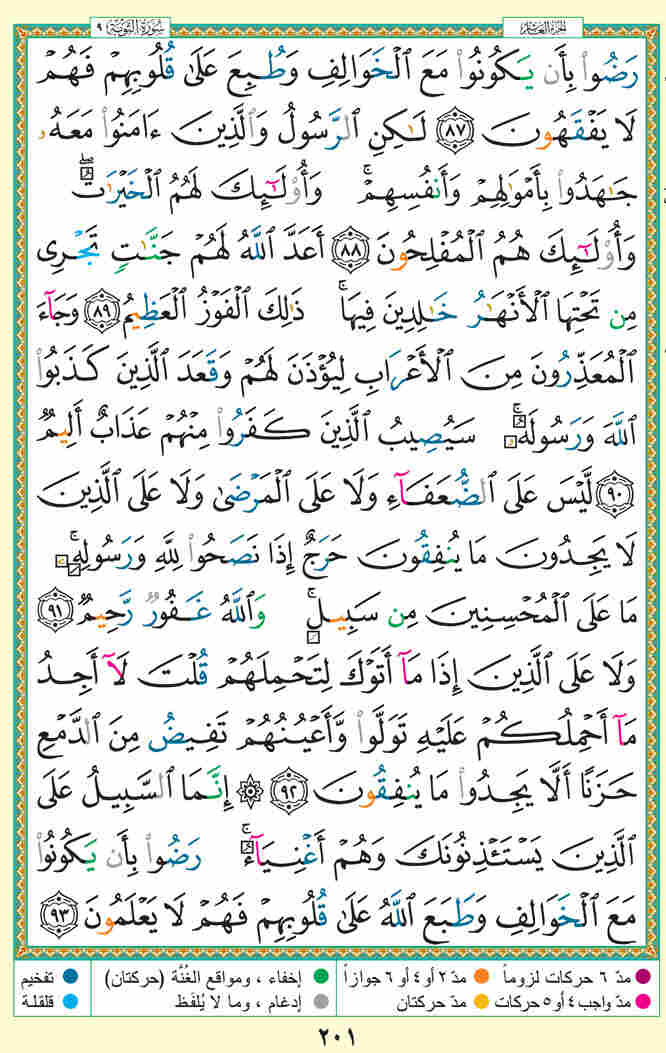 سُورَةُ التَّوْبَةِ ٩
الجزء العاشر
رَضُوا۟ بِأَن يَكُونُوا۟ مَعَ ٱلْخَوَالِفِ وَطُبِعَ عَلَىٰ قُلُوبِهِمْ فَهُمْ
لَا يَفْقَهُونَ ٨٧ لَٰكِنِ ٱلرَّسُولُ وَٱلَّذِينَ ءَامَنُوا۟ مَعَهُۥ
جَٰهَدُوا۟ بِأَمْوَٰلِهِمْ وَأَنفُسِهِمْ ۚ وَأُو۟لَٰٓئِكَ لَهُمُ ٱلْخَيْرَٰتُ ۖ
وَأُو۟لَٰٓئِكَ هُمُ ٱلْمُفْلِحُونَ ٨٨ أَعَدَّ ٱللَّهُ لَهُمْ جَنَّٰتٍ تَجْرِى
مِن تَحْتِهَا ٱلْأَنْهَٰرُ خَٰلِدِينَ فِيهَا ۚ ذَٰلِكَ ٱلْفَوْزُ ٱلْعَظِيمُ ٨٩ وَجَآءَ
ٱلْمُعَذِّرُونَ مِنَ ٱلْأَعْرَابِ لِيُؤْذَنَ لَهُمْ وَقَعَدَ ٱلَّذِينَ كَذَبُوا۟
ٱللَّهَ وَرَسُولَهُۥ ۚ سَيُصِيبُ ٱلَّذِينَ كَفَرُوا۟ مِنْهُمْ عَذَابٌ أَلِيمٌ
٩٠ لَّيْسَ عَلَى ٱلضُّعَفَآءِ وَلَا عَلَى ٱلْمَرْضَىٰ وَلَا عَلَى ٱلَّذِينَ
لَا يَجِدُونَ مَا يُنفِقُونَ حَرَجٌ إِذَا نَصَحُوا۟ لِلَّهِ وَرَسُولِهِۦ ۚ
مَا عَلَى ٱلْمُحْسِنِينَ مِن سَبِيلٍ ۚ وَٱللَّهُ غَفُورٌ رَّحِيمٌ ٩١
وَلَا عَلَى ٱلَّذِينَ إِذَا مَآ أَتَوْكَ لِتَحْمِلَهُمْ قُلْتَ لَآ أَجِدُ
مَآ أَحْمِلُكُمْ عَلَيْهِ تَوَلَّوا۟ وَّأَعْيُنُهُمْ تَفِيضُ مِنَ ٱلدَّمْعِ
حَزَنًا أَلَّا يَجِدُوا۟ مَا يُنفِقُونَ ٩٢ ۞ إِنَّمَا ٱلسَّبِيلُ عَلَى
ٱلَّذِينَ يَسْتَـْٔذِنُونَكَ وَهُمْ أَغْنِيَآءُ ۚ رَضُوا۟ بِأَن يَكُونُوا۟
مَعَ ٱلْخَوَالِفِ وَطَبَعَ ٱللَّهُ عَلَىٰ قُلُوبِهِمْ فَهُمْ لَا يَعْلَمُونَ ٩٣
مدّ ٦ حركات لزوماً مدّ ٢ أو ٤ أو ٦ جوازاً إخفاء ، ومواقع الغُنَّة (حركتان) تفخيم
مدّ واجب ٤ أو ٥ حركات مدّ حركتان إدغام ، وما لا يُلفَظ قلقلة
٢٠١